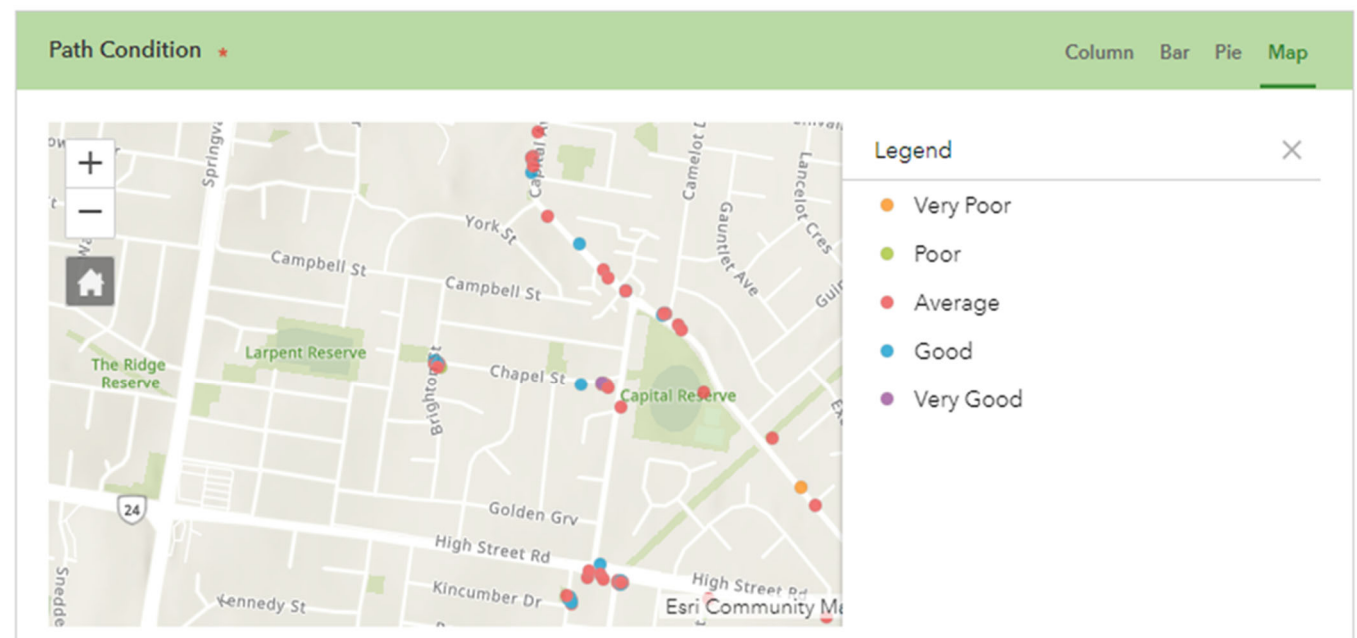 Path Condition *
Column Bar Pie Map
Legend
Very Poor
Poor
Average
Good
Very Good
Capital
Camelot
Lancelot Cres
Gauntlet Ave
York St
Campbell St
Campbell St
Larpent Reserve
The Ridge
Reserve
Chapel St
Brighton St
Capital Reserve
24
Golden Grv
High Street Rd
High Street Rd
Kincumber Dr
Kennedy St
Esri Community